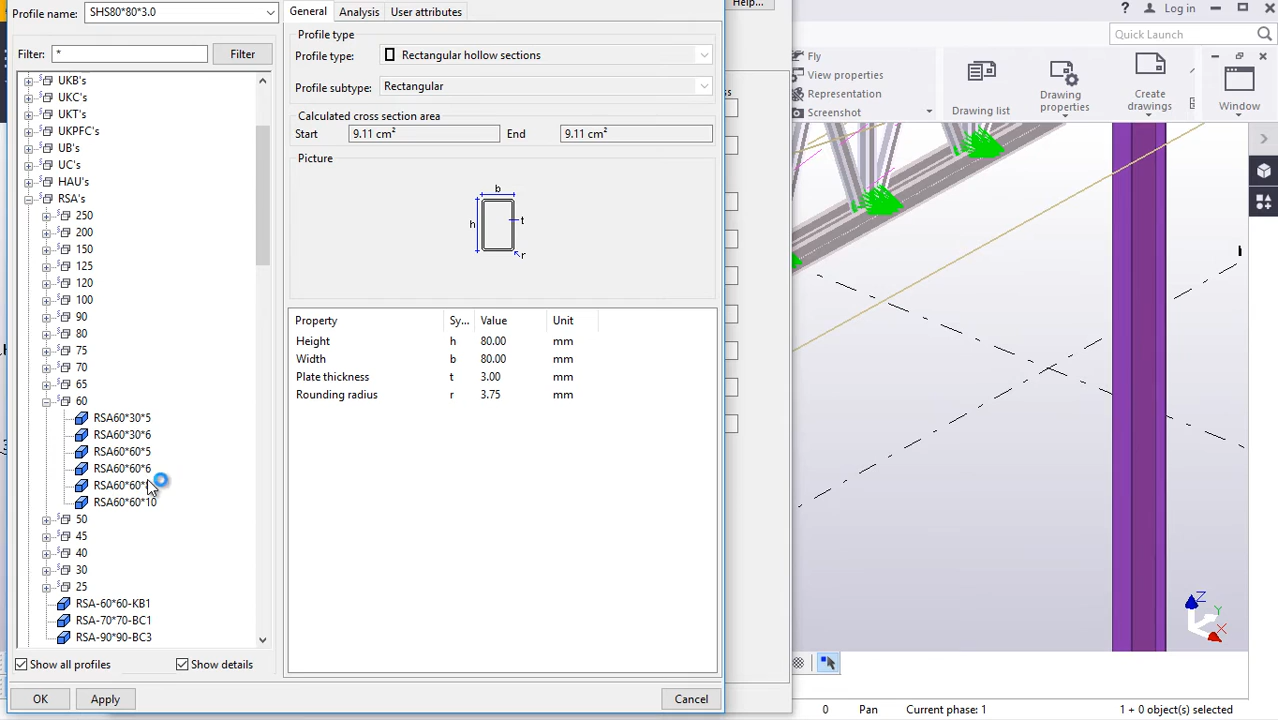 Profile name:
SHS80*80*3.0
General
Analysis
User attributes
Help...
Log in
?
Filter:
*
Filter
Profile type
Profile type:
Rectangular hollow sections
Profile subtype:
Rectangular
Calculated cross section area
Start
9.11 cm²
End
9.11 cm²
Picture
b
h
t
r
Property
Sy...
Value
Unit
Height
h
80.00
mm
Width
b
80.00
mm
Plate thickness
t
3.00
mm
Rounding radius
r
3.75
mm
UKB's
UKC's
UKT's
UKPFC's
UB's
UC's
HAU's
RSA's
250
200
150
125
120
100
90
80
75
70
65
60
RSA60*30*5
RSA60*30*6
RSA60*60*5
RSA60*60*6
RSA60*60*
RSA60*60*10
50
45
40
30
25
RSA-60*60-KB1
RSA-70*70-BC1
RSA-90*90-BC3
Show all profiles
Show details
OK
Apply
Cancel
Quick Launch
Fly
View properties
Representation
Screenshot
Drawing list
Drawing
properties
Create
drawings
Window
Z
Y
X
0
Pan
Current phase: 1
1 + 0 object(s) selected